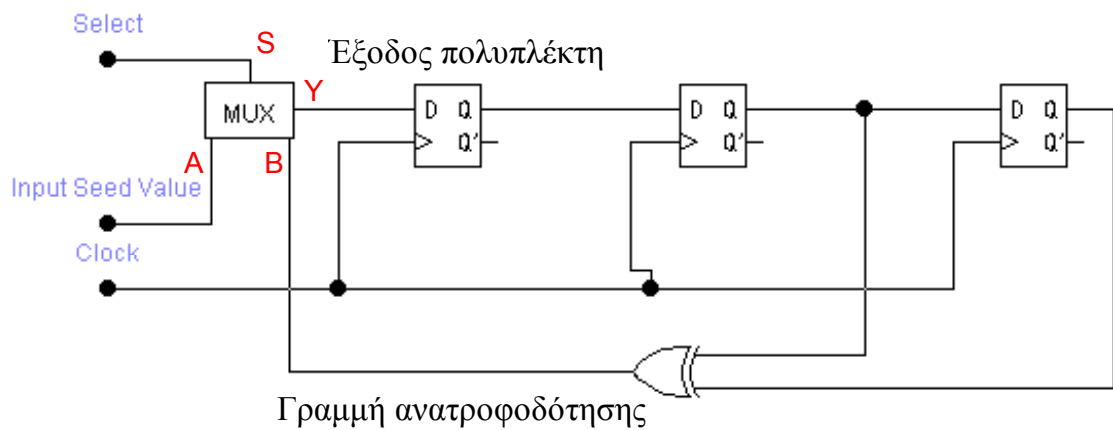 Select
S
Έξοδος πολυπλέκτη
Y
MUX
D Q
Q'
D Q
Q'
D Q
Q'
A
B
Input Seed Value
Clock
Γραμμή ανατροφοδότησης